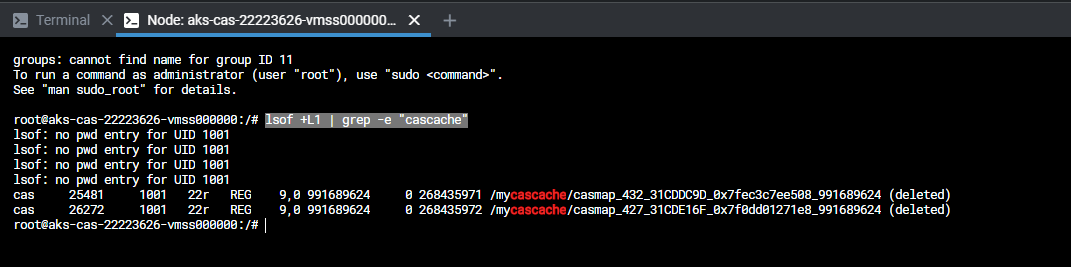 Terminal
Node: aks-cas-22223626-vmss000000...
groups: cannot find name for group ID 11
To run a command as administrator (user "root"), use "sudo <command>".
See "man sudo_root" for details.
root@aks-cas-22223626-vmss000000:/# lsof +L1 | grep -e "cascache"
lsof: no pwd entry for UID 1001
lsof: no pwd entry for UID 1001
lsof: no pwd entry for UID 1001
lsof: no pwd entry for UID 1001
cas 25481 1001 22r REG 9,0 991689624 0 268435971 /mycascache/casmap_432_31CDDC9D_0x7fec3c7ee508_991689624 (deleted)
cas 26272 1001 22r REG 9,0 991689624 0 268435972 /mycascache/casmap_427_31CDE16F_0x7f0dd01271e8_991689624 (deleted)
root@aks-cas-22223626-vmss000000:/#